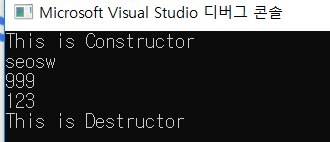 Microsoft Visual Studio 디버그 콘솔
This is Constructor
seosw
999
123
This is Destructor